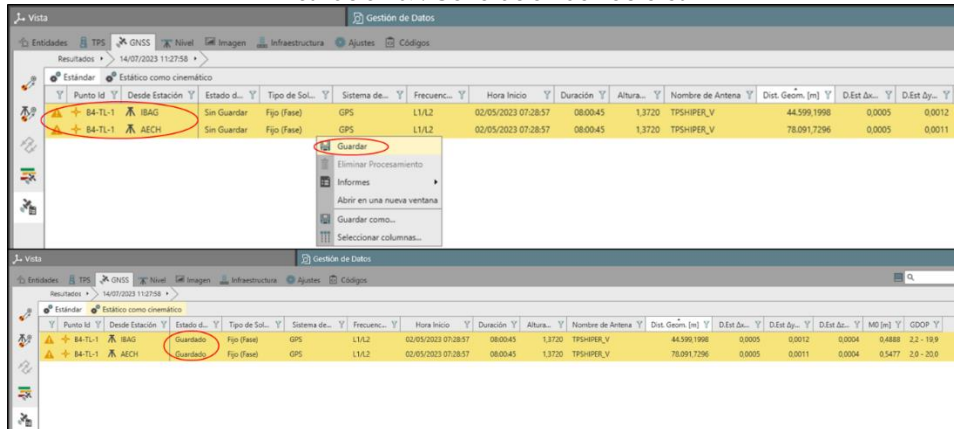 Vista
Gestión de Datos
Entidades TPS GNSS Nivel Imagen Infraestructura Ajustes Códigos
Resultados 14/07/2023 11:27:58
Estándar Estático como cinemático
Punto Id Desde Estación Estado d... Tipo de Sol... Sistema de... Frecuenc... Hora Inicio Duración Altura... Nombre de Antena Dist. Geom. [m] D.Est Δx... D.Est Δy...
B4-TL-1 IBAG Sin Guardar Fijo (Fase) GPS L1/L2 02/05/2023 07:28:57 08:00:45 1,3720 TPSHIPER_V 44.599,1998 0,0005 0,0012
B4-TL-1 AECH Sin Guardar Fijo (Fase) GPS L1/L2 02/05/2023 07:28:57 08:00:45 1,3720 TPSHIPER_V 78.091,7296 0,0005 0,0011
Guardar
Eliminar Procesamiento
Informes
Abrir en una nueva ventana
Guardar como...
Seleccionar columnas...
Vista
Gestión de Datos
Entidades TPS GNSS Nivel Imagen Infraestructura Ajustes Códigos
Resultados 14/07/2023 11:27:58
Estándar Estático como cinemático
Punto Id Desde Estación Estado d... Tipo de Sol... Sistema de... Frecuenc... Hora Inicio Duración Altura... Nombre de Antena Dist. Geom. [m] D.Est Δx... D.Est Δy... D.Est Δz... M0 [m] GDOP
B4-TL-1 IBAG Guardado Fijo (Fase) GPS L1/L2 02/05/2023 07:28:57 08:00:45 1,3720 TPSHIPER_V 44.599,1998 0,0005 0,0012 0,0004 0,4888 2,2 - 19,9
B4-TL-1 AECH Guardado Fijo (Fase) GPS L1/L2 02/05/2023 07:28:57 08:00:45 1,3720 TPSHIPER_V 78.091,7296 0,0005 0,0011 0,0004 0,5477 2,0 - 20,0